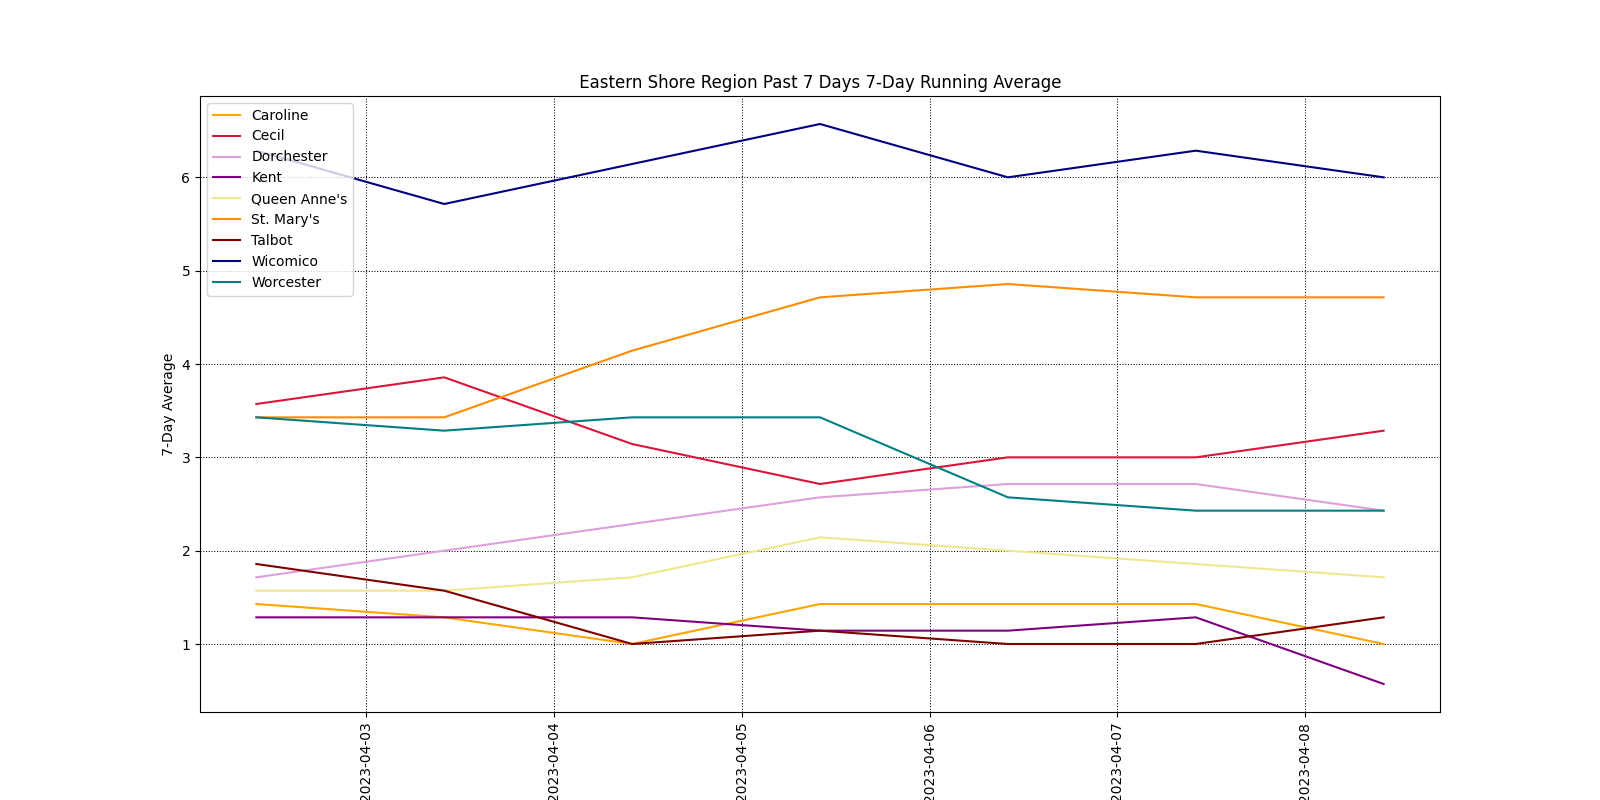 Eastern Shore Region Past 7 Days 7-Day Running Average
Caroline
Cecil
Dorchester
Kent
Queen Anne's
St. Mary's
Talbot
Wicomico
Worcester
7-Day Average
6
5
4
3
2
1
2023-04-03
2023-04-04
2023-04-05
2023-04-06
2023-04-07
2023-04-08